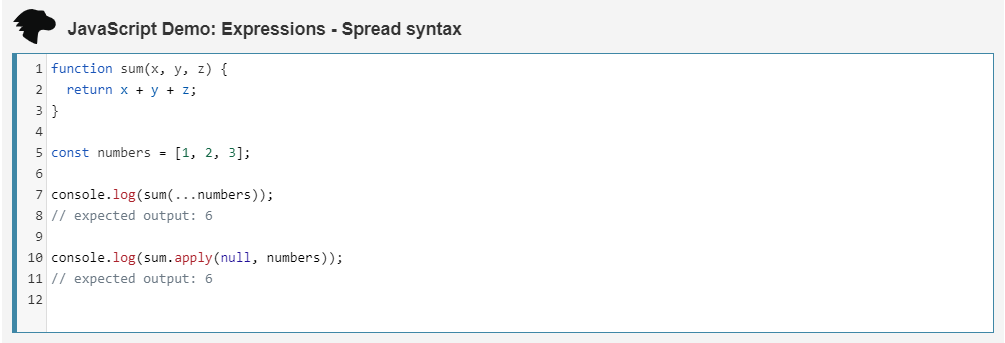 JavaScript Demo: Expressions - Spread syntax
1 function sum(x, y, z) {
2   return x + y + z;
3 }
4
5 const numbers = [1, 2, 3];
6
7 console.log(sum(...numbers));
8 // expected output: 6
9
10 console.log(sum.apply(null, numbers));
11 // expected output: 6
12